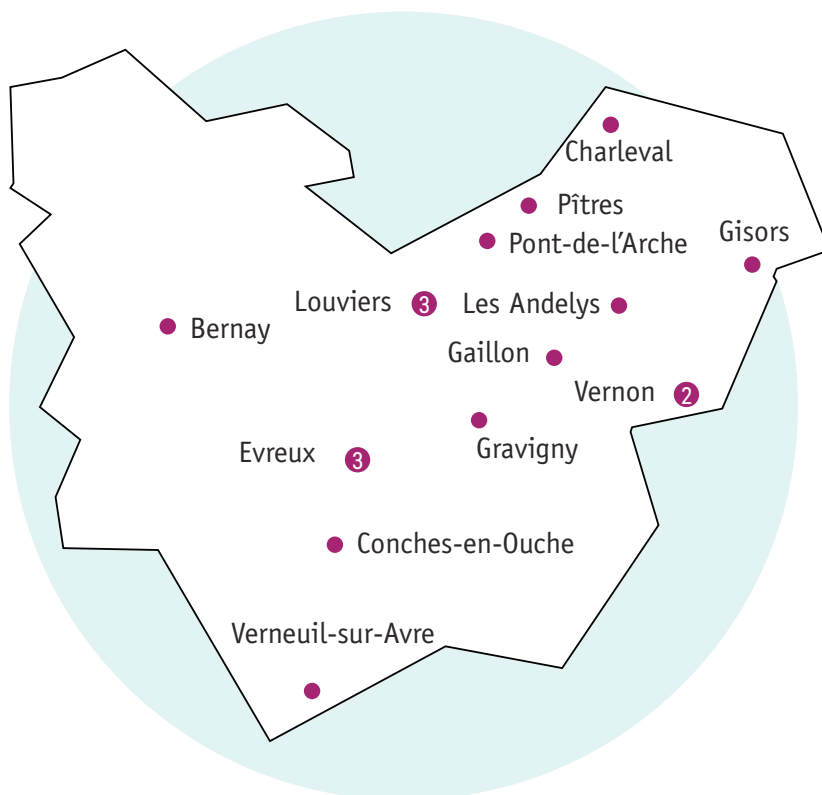 Charleval
Pîtres
Pont-de-l'Arche
Gisors
Louviers 3
Les Andelys
Bernay
Gaillon
Vernon 2
Gravigny
Evreux 3
Conches-en-Ouche
Verneuil-sur-Avre